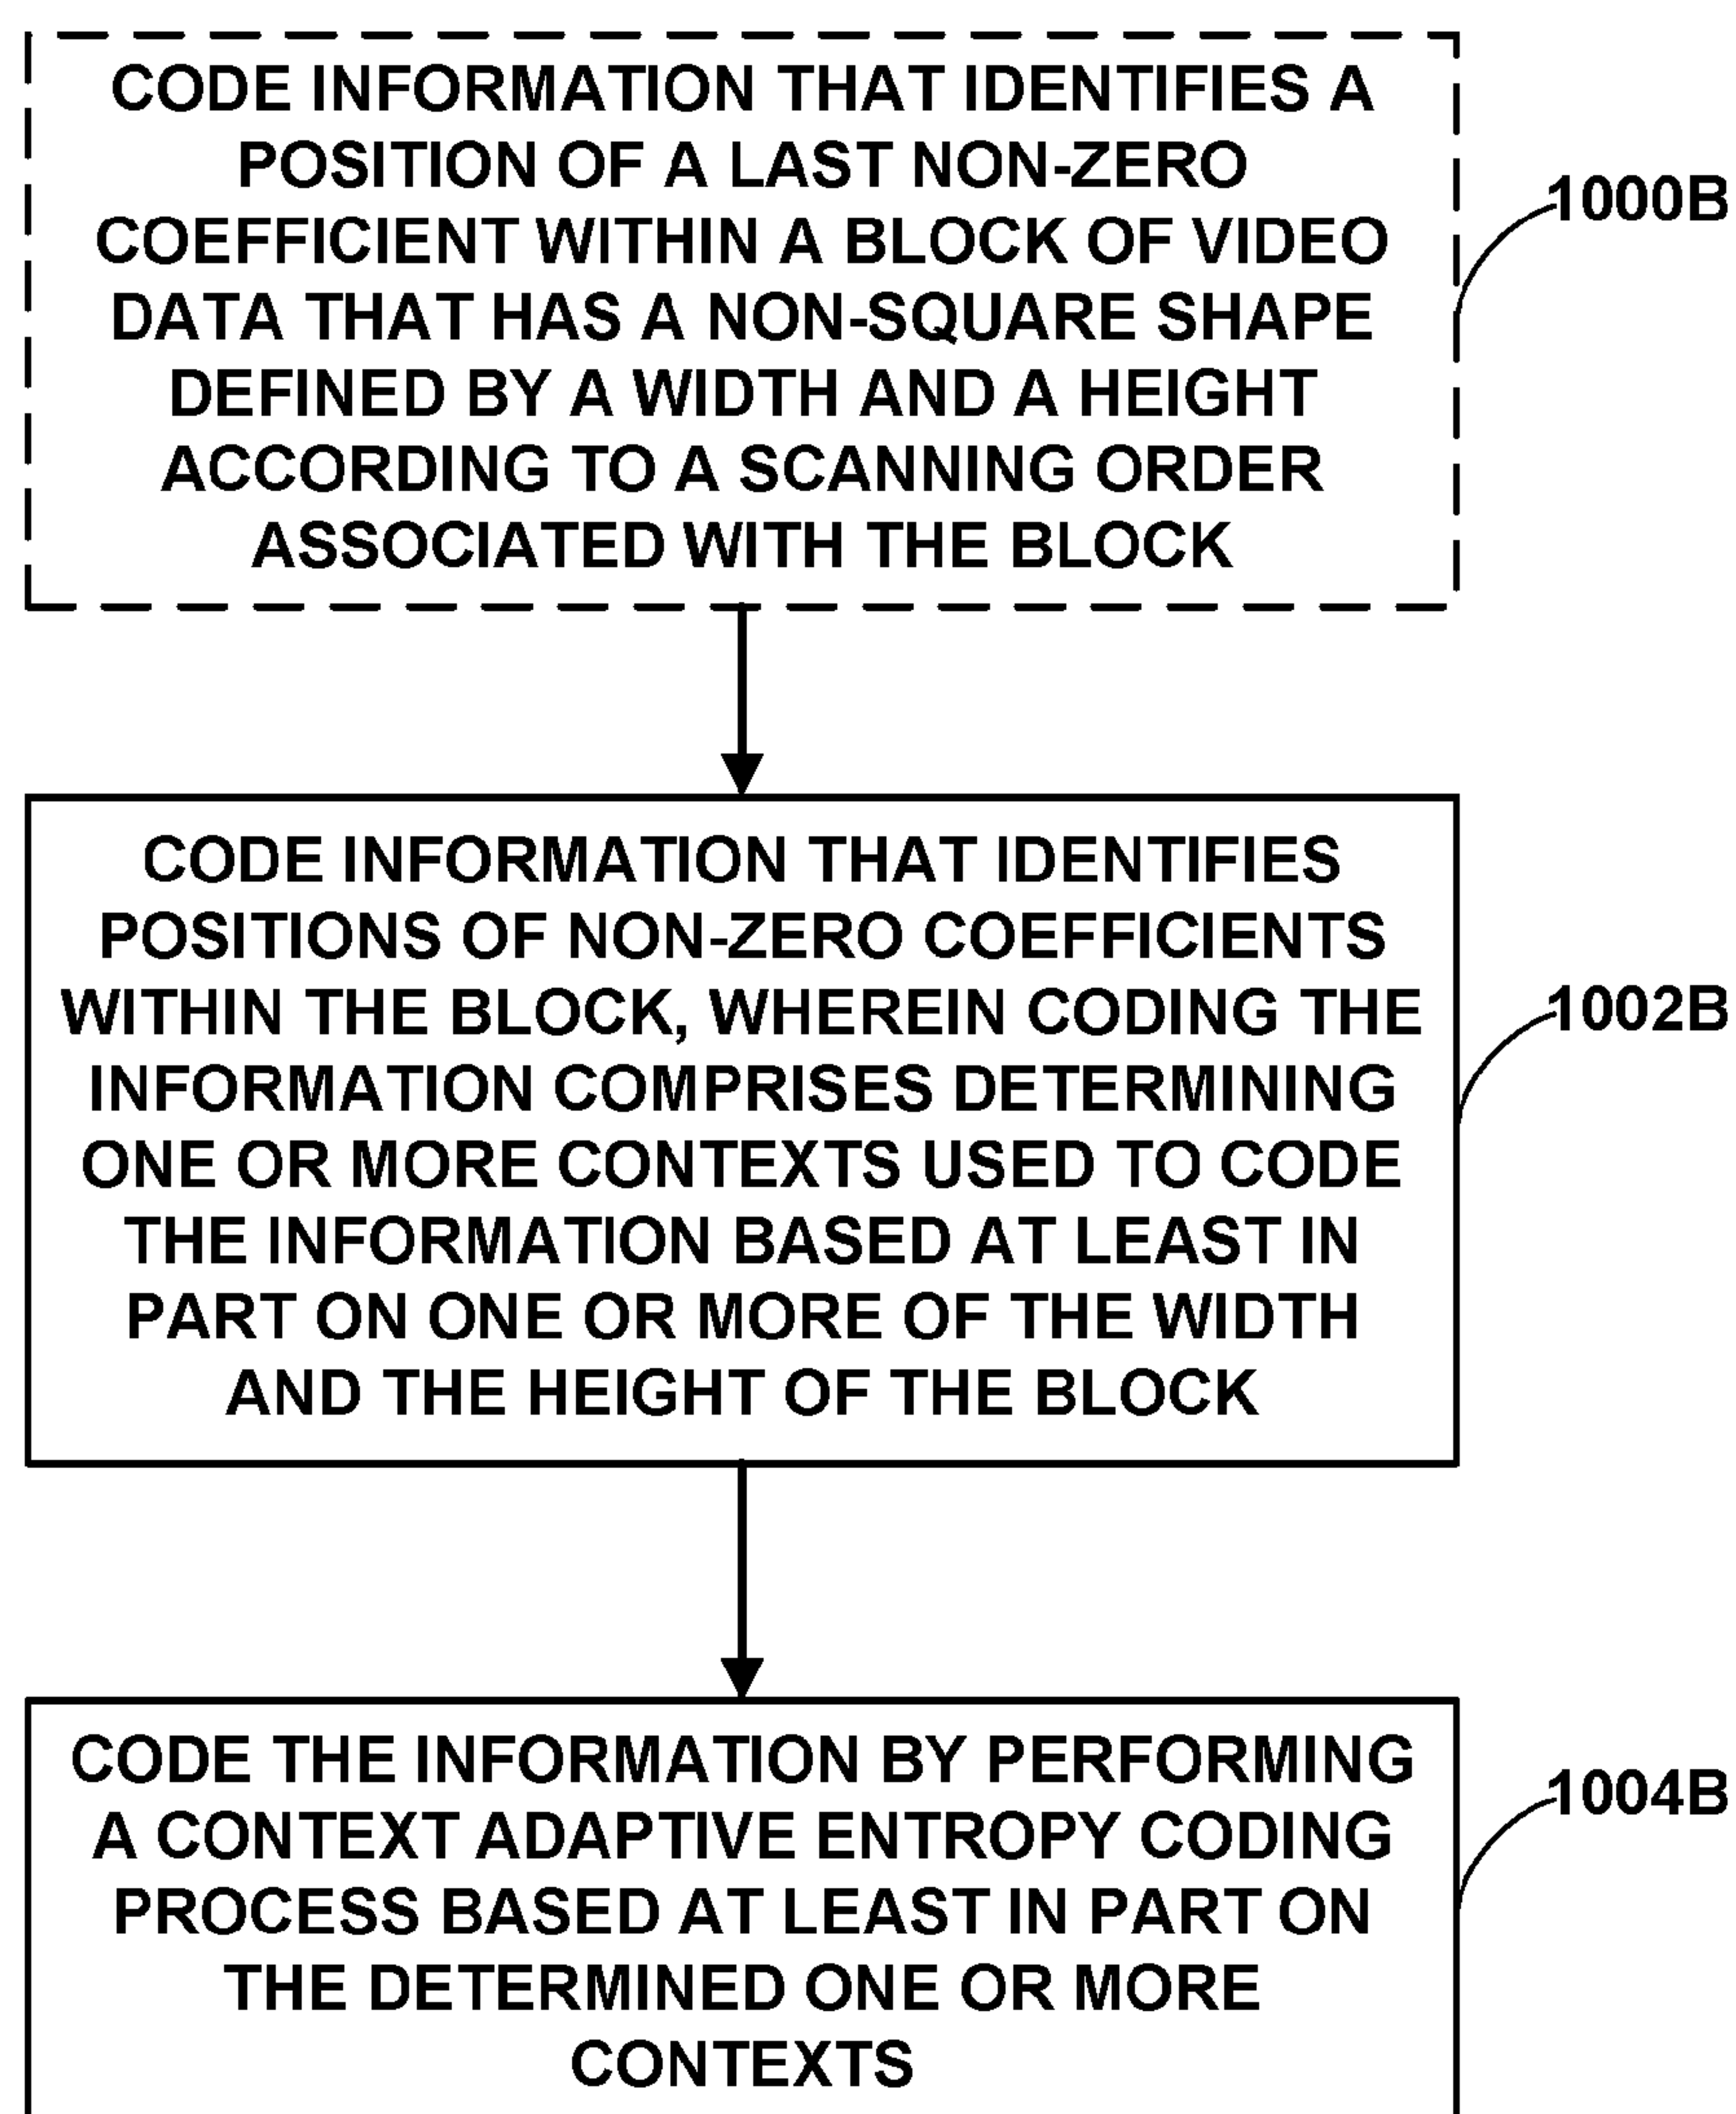 CODE INFORMATION THAT IDENTIFIES A
POSITION OF A LAST NON-ZERO
COEFFICIENT WITHIN A BLOCK OF VIDEO
DATA THAT HAS A NON-SQUARE SHAPE
DEFINED BY A WIDTH AND A HEIGHT
ACCORDING TO A SCANNING ORDER
ASSOCIATED WITH THE BLOCK
1000B
CODE INFORMATION THAT IDENTIFIES
POSITIONS OF NON-ZERO COEFFICIENTS
WITHIN THE BLOCK, WHEREIN CODING THE
INFORMATION COMPRISES DETERMINING
ONE OR MORE CONTEXTS USED TO CODE
THE INFORMATION BASED AT LEAST IN
PART ON ONE OR MORE OF THE WIDTH
AND THE HEIGHT OF THE BLOCK
1002B
CODE THE INFORMATION BY PERFORMING
A CONTEXT ADAPTIVE ENTROPY CODING
PROCESS BASED AT LEAST IN PART ON
THE DETERMINED ONE OR MORE
CONTEXTS
1004B